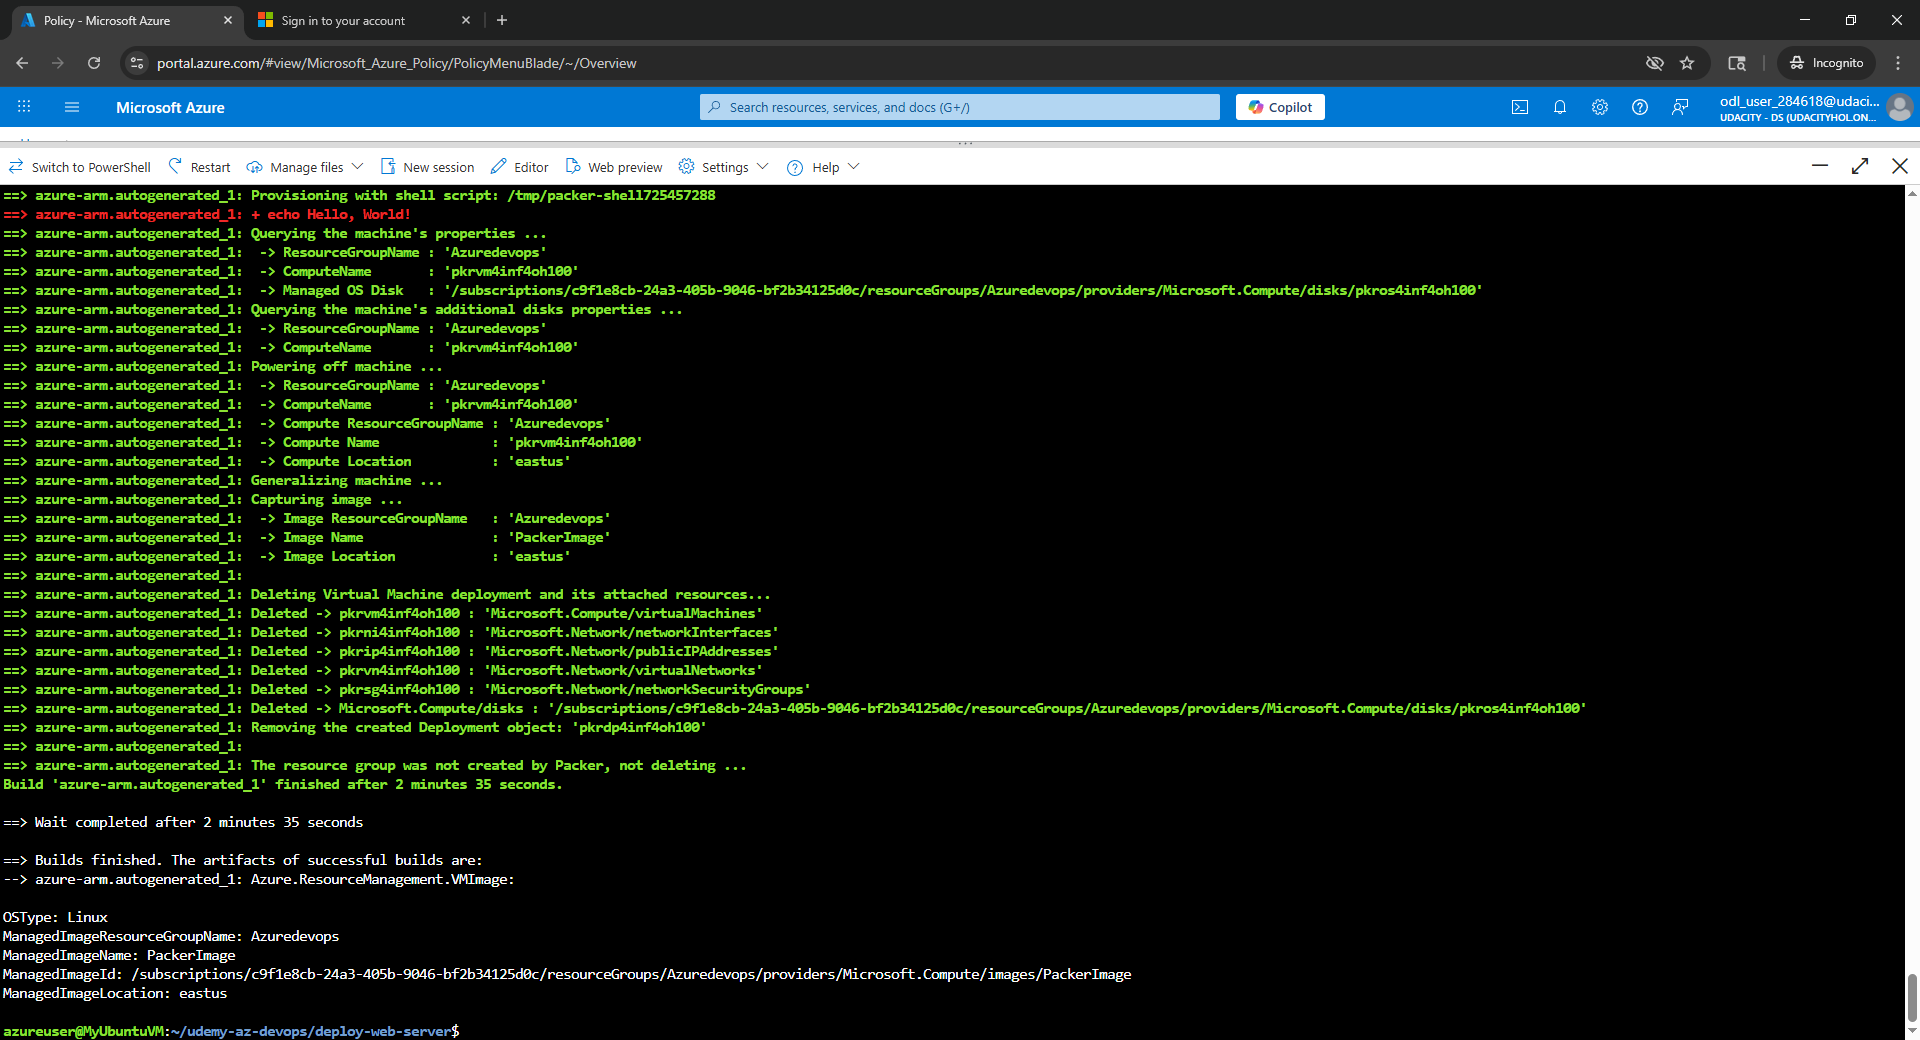 Policy - Microsoft Azure
Sign in to your account
portal.azure.com/#view/Microsoft_Azure_Policy/PolicyMenuBlade/~/Overview
Incognito
Microsoft Azure
Search resources, services, and docs (G+/)
Copilot
odl_user_284618@udaci...
UDACITY - DS (UDACITYHOL.ON...
Switch to PowerShell
Restart
Manage files
New session
Editor
Web preview
Settings
Help
==> azure-arm.autogenerated_1: Provisioning with shell script: /tmp/packer-shell725457288
==> azure-arm.autogenerated_1: + echo Hello, World!
==> azure-arm.autogenerated_1: Querying the machine's properties ...
==> azure-arm.autogenerated_1:  -> ResourceGroupName : 'Azuredevops'
==> azure-arm.autogenerated_1:  -> ComputeName       : 'pkrvm4inf4oh100'
==> azure-arm.autogenerated_1:  -> Managed OS Disk   : '/subscriptions/c9f1e8cb-24a3-405b-9046-bf2b34125d0c/resourceGroups/Azuredevops/providers/Microsoft.Compute/disks/pkros4inf4oh100'
==> azure-arm.autogenerated_1: Querying the machine's additional disks properties ...
==> azure-arm.autogenerated_1:  -> ResourceGroupName : 'Azuredevops'
==> azure-arm.autogenerated_1:  -> ComputeName       : 'pkrvm4inf4oh100'
==> azure-arm.autogenerated_1: Powering off machine ...
==> azure-arm.autogenerated_1:  -> ResourceGroupName : 'Azuredevops'
==> azure-arm.autogenerated_1:  -> ComputeName       : 'pkrvm4inf4oh100'
==> azure-arm.autogenerated_1:  -> Compute ResourceGroupName : 'Azuredevops'
==> azure-arm.autogenerated_1:  -> Compute Name              : 'pkrvm4inf4oh100'
==> azure-arm.autogenerated_1:  -> Compute Location          : 'eastus'
==> azure-arm.autogenerated_1: Generalizing machine ...
==> azure-arm.autogenerated_1: Capturing image ...
==> azure-arm.autogenerated_1:  -> Image ResourceGroupName   : 'Azuredevops'
==> azure-arm.autogenerated_1:  -> Image Name                : 'PackerImage'
==> azure-arm.autogenerated_1:  -> Image Location            : 'eastus'
==> azure-arm.autogenerated_1:
==> azure-arm.autogenerated_1: Deleting Virtual Machine deployment and its attached resources...
==> azure-arm.autogenerated_1: Deleted -> pkrvm4inf4oh100 : 'Microsoft.Compute/virtualMachines'
==> azure-arm.autogenerated_1: Deleted -> pkrni4inf4oh100 : 'Microsoft.Network/networkInterfaces'
==> azure-arm.autogenerated_1: Deleted -> pkrip4inf4oh100 : 'Microsoft.Network/publicIPAddresses'
==> azure-arm.autogenerated_1: Deleted -> pkrvn4inf4oh100 : 'Microsoft.Network/virtualNetworks'
==> azure-arm.autogenerated_1: Deleted -> pkrsg4inf4oh100 : 'Microsoft.Network/networkSecurityGroups'
==> azure-arm.autogenerated_1: Deleted -> Microsoft.Compute/disks : '/subscriptions/c9f1e8cb-24a3-405b-9046-bf2b34125d0c/resourceGroups/Azuredevops/providers/Microsoft.Compute/disks/pkros4inf4oh100'
==> azure-arm.autogenerated_1: Removing the created Deployment object: 'pkrdp4inf4oh100'
==> azure-arm.autogenerated_1:
==> azure-arm.autogenerated_1: The resource group was not created by Packer, not deleting ...
Build 'azure-arm.autogenerated_1' finished after 2 minutes 35 seconds.
==> Wait completed after 2 minutes 35 seconds
==> Builds finished. The artifacts of successful builds are:
--> azure-arm.autogenerated_1: Azure.ResourceManagement.VMImage:
OSType: Linux
ManagedImageResourceGroupName: Azuredevops
ManagedImageName: PackerImage
ManagedImageId: /subscriptions/c9f1e8cb-24a3-405b-9046-bf2b34125d0c/resourceGroups/Azuredevops/providers/Microsoft.Compute/images/PackerImage
ManagedImageLocation: eastus
azureuser@MyUbuntuVM:~/udemy-az-devops/deploy-web-server$